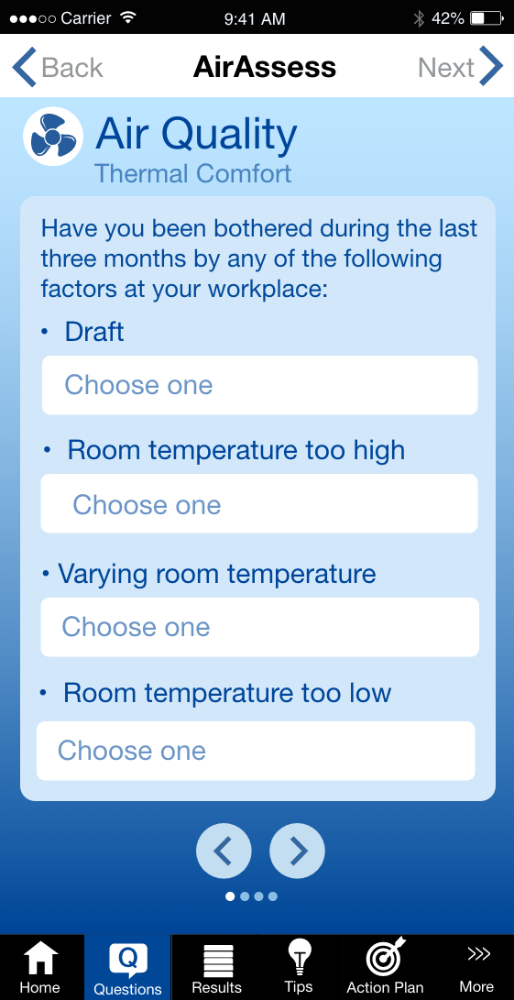 Carrier 9:41 AM 42%
Back AirAssess Next
Air Quality
Thermal Comfort
Have you been bothered during the last
three months by any of the following
factors at your workplace:
• Draft
Choose one
• Room temperature too high
Choose one
• Varying room temperature
Choose one
• Room temperature too low
Choose one
Q T
Home Questions Results Tips Action Plan More